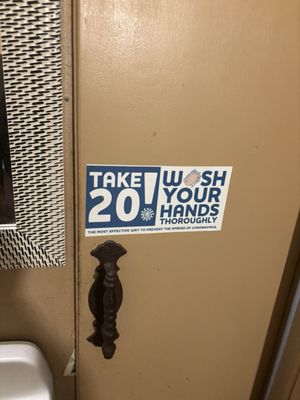 TAKE
20!
WASH
YOUR
HANDS
THOROUGHLY
THE MOST EFFECTIVE WAY TO PREVENT THE SPREAD OF CORONAVIRUS.